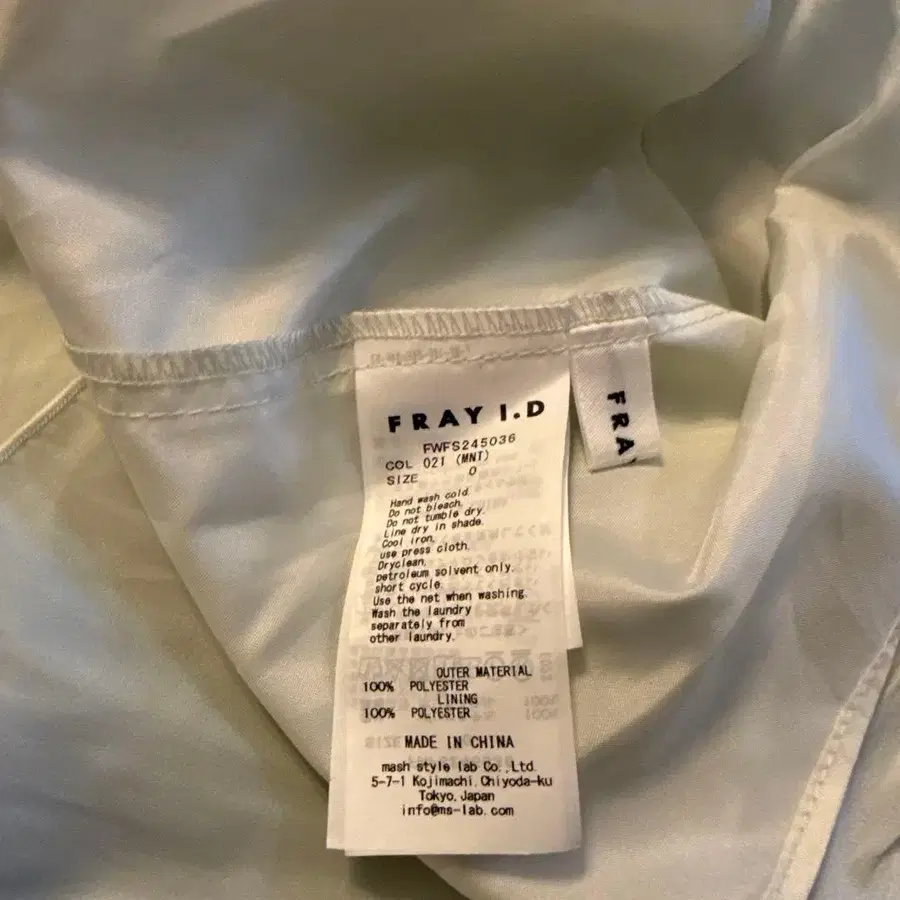 FRAY I.D
FWFS245036
COL 021 (MNT)
SIZE 0
Hand wash cold.
Do not bleach.
Do not tumble dry.
Line dry in shade.
Cool iron,
use press cloth.
Dryclean,
petroleum solvent only.
short cycle.
Use the net when washing.
Wash the laundry
separately from
other laundry.
OUTER MATERIAL
100% POLYESTER
LINING
100% POLYESTER
MADE IN CHINA
mash style lab Co.,Ltd.
5-7-1 Kojimachi,Chiyoda-ku
Tokyo,Japan
info@ms-lab.com
FRA